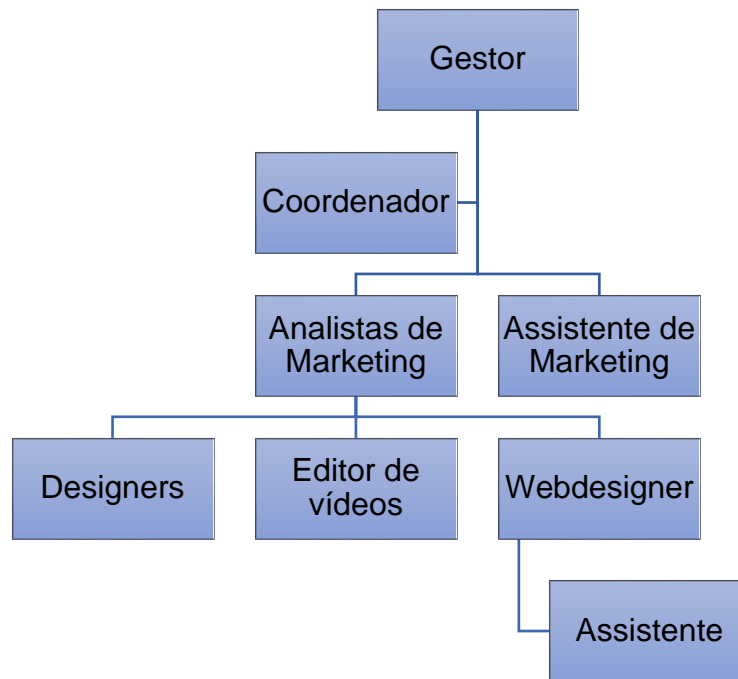 Gestor
Coordenador
Analistas de
Marketing
Assistente de
Marketing
Designers
Editor de
vídeos
Webdesigner
Assistente